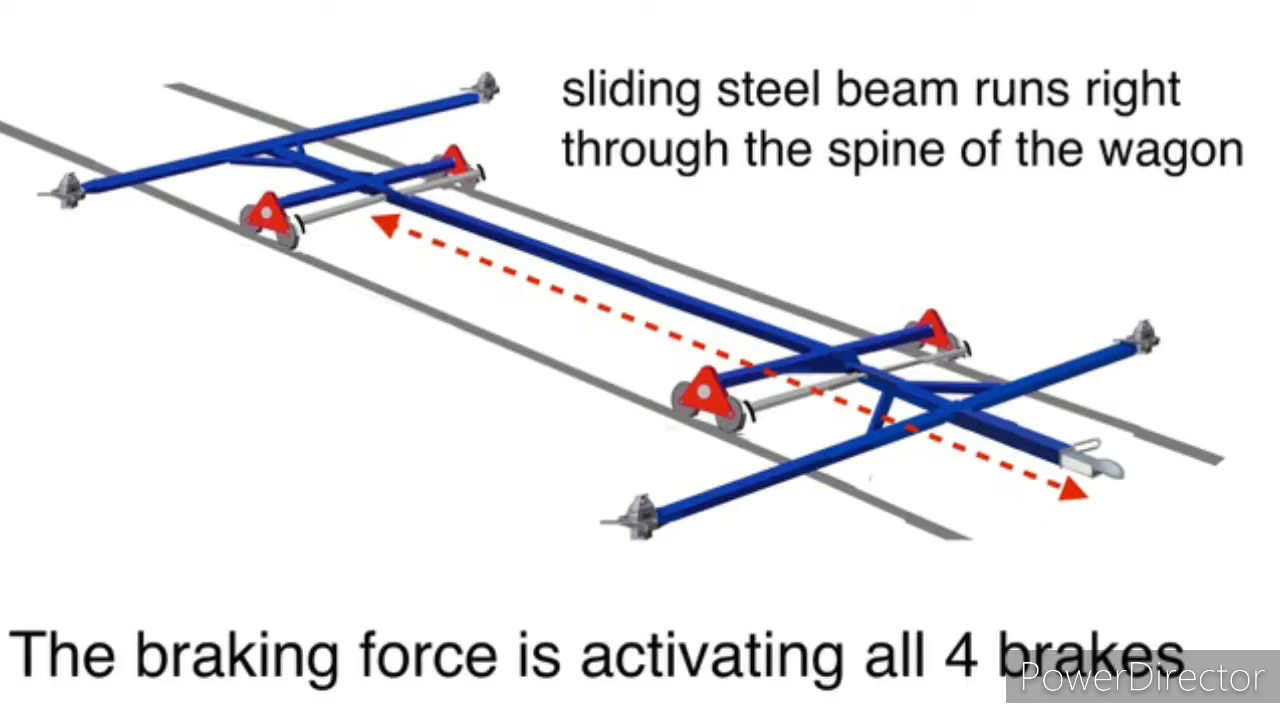 sliding steel beam runs right
through the spine of the wagon
The braking force is activating all 4 brakes
PowerDirector